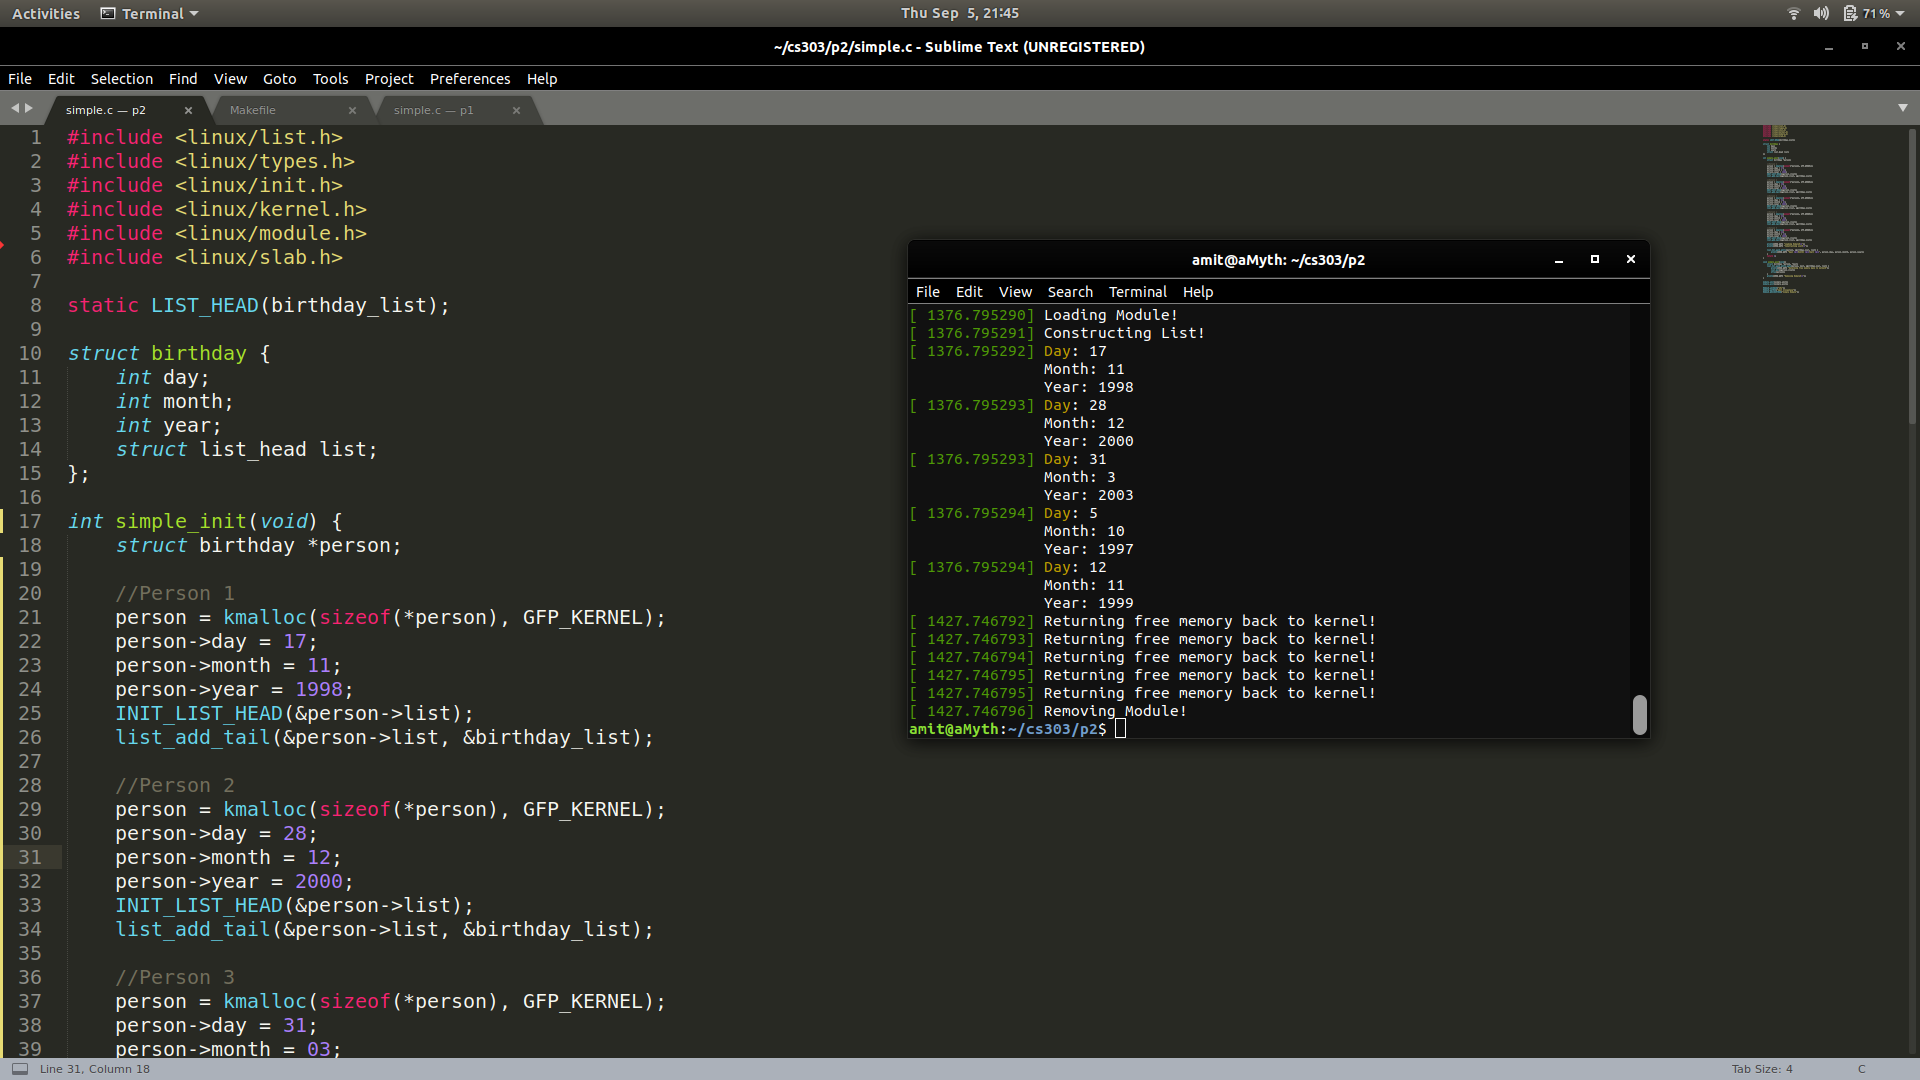 Activities Terminal Thu Sep 5, 21:45 71 %
~/cs303/p2/simple.c - Sublime Text (UNREGISTERED)
File Edit Selection Find View Goto Tools Project Preferences Help
simple.c — p2 Makefile simple.c — p1
1 #include <linux/list.h>
2 #include <linux/types.h>
3 #include <linux/init.h>
4 #include <linux/kernel.h>
5 #include <linux/module.h>
6 #include <linux/slab.h>
7
8 static LIST_HEAD(birthday_list);
9
10 struct birthday {
11 int day;
12 int month;
13 int year;
14 struct list_head list;
15 };
16
17 int simple_init(void) {
18 struct birthday *person;
19
20 //Person 1
21 person = kmalloc(sizeof(*person), GFP_KERNEL);
22 person->day = 17;
23 person->month = 11;
24 person->year = 1998;
25 INIT_LIST_HEAD(&person->list);
26 list_add_tail(&person->list, &birthday_list);
27
28 //Person 2
29 person = kmalloc(sizeof(*person), GFP_KERNEL);
30 person->day = 28;
31 person->month = 12;
32 person->year = 2000;
33 INIT_LIST_HEAD(&person->list);
34 list_add_tail(&person->list, &birthday_list);
35
36 //Person 3
37 person = kmalloc(sizeof(*person), GFP_KERNEL);
38 person->day = 31;
39 person->month = 03;
amit@aMyth: ~/cs303/p2
File Edit View Search Terminal Help
[ 1376.795290] Loading Module!
[ 1376.795291] Constructing List!
[ 1376.795292] Day: 17
Month: 11
Year: 1998
[ 1376.795293] Day: 28
Month: 12
Year: 2000
[ 1376.795293] Day: 31
Month: 3
Year: 2003
[ 1376.795294] Day: 5
Month: 10
Year: 1997
[ 1376.795294] Day: 12
Month: 11
Year: 1999
[ 1427.746792] Returning free memory back to kernel!
[ 1427.746793] Returning free memory back to kernel!
[ 1427.746794] Returning free memory back to kernel!
[ 1427.746795] Returning free memory back to kernel!
[ 1427.746795] Returning free memory back to kernel!
[ 1427.746796] Removing Module!
amit@aMyth:~/cs303/p2$
Line 31, Column 18 Tab Size: 4 C